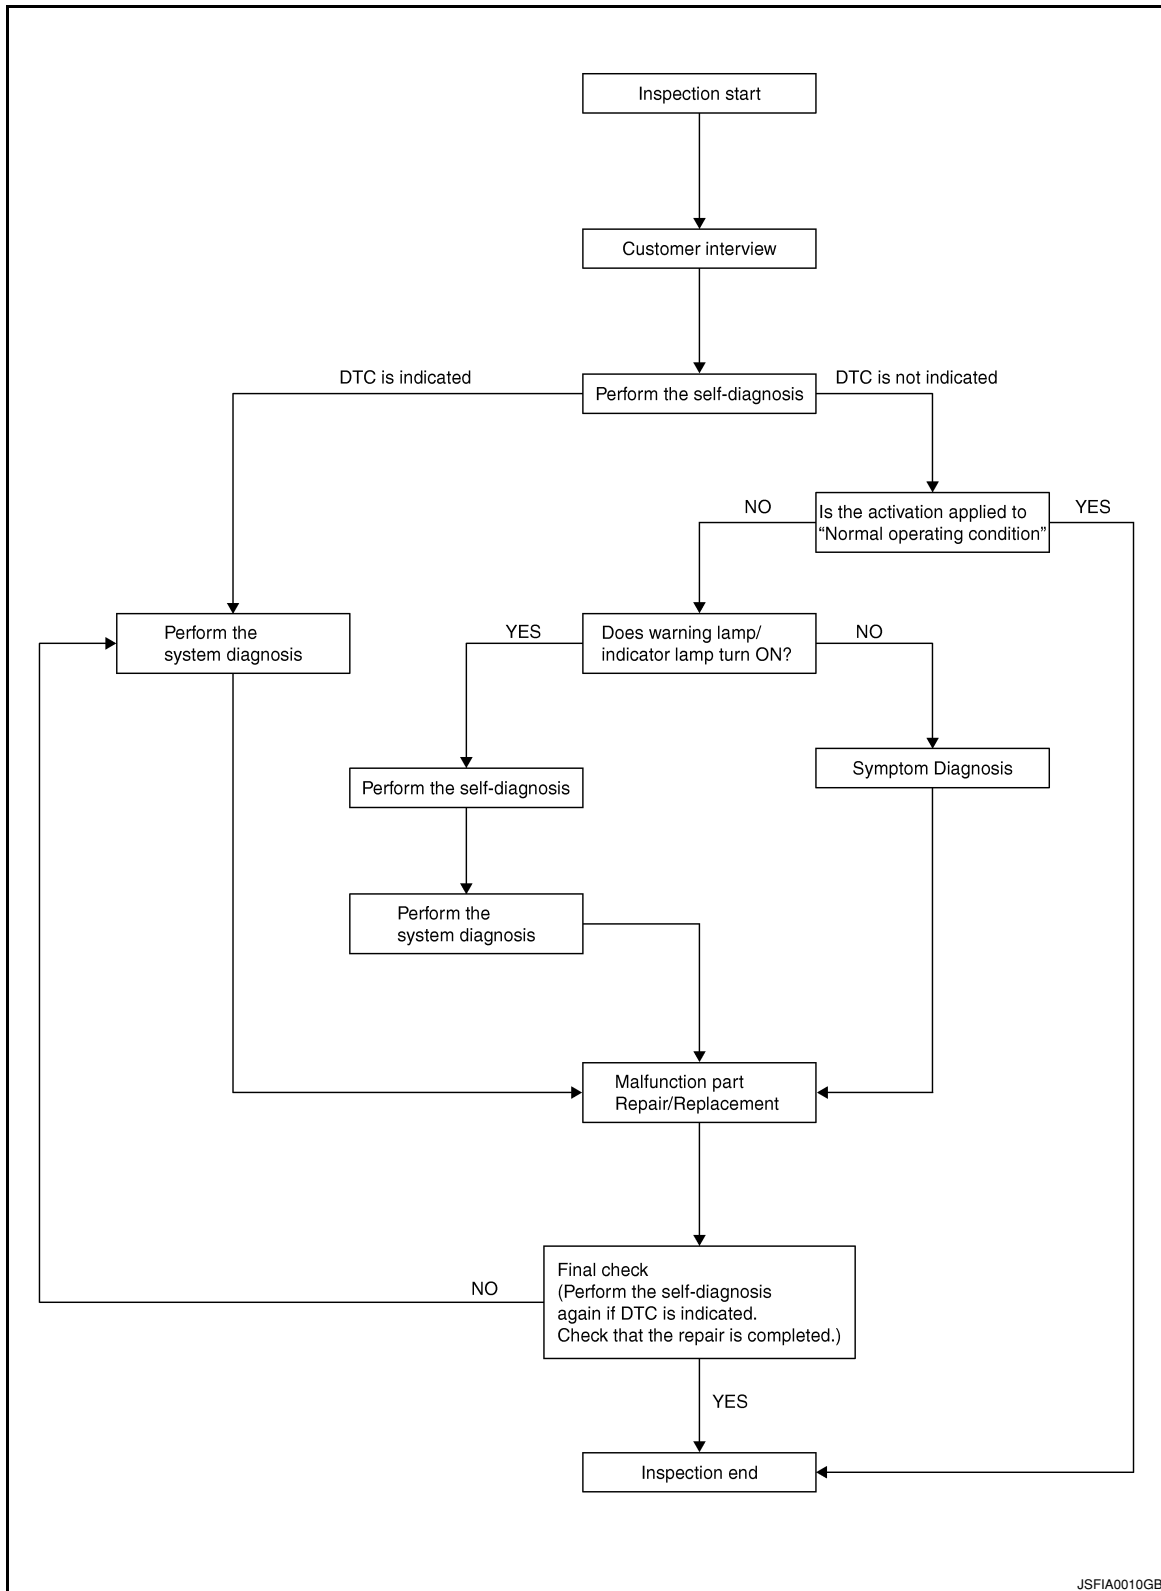 Inspection start
Customer interview
DTC is indicated
Perform the self-diagnosis
DTC is not indicated
NO
Is the activation applied to
“Normal operating condition”
YES
Perform the
system diagnosis
YES
Does warning lamp/
indicator lamp turn ON?
NO
Perform the self-diagnosis
Symptom Diagnosis
Perform the
system diagnosis
Malfunction part
Repair/Replacement
NO
Final check
(Perform the self-diagnosis
again if DTC is indicated.
Check that the repair is completed.)
YES
Inspection end
JSFIA0010GB